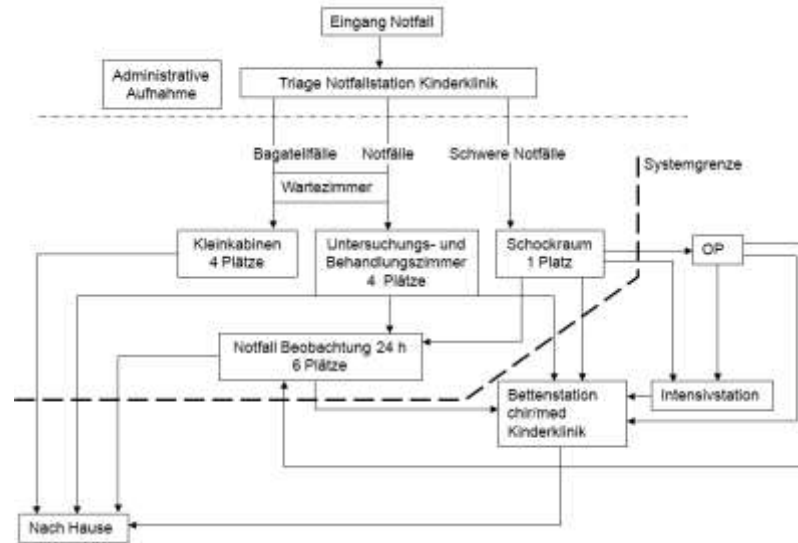 Eingang Notfall
Administrative
Aufnahme
Triage Notfallstation Kinderklinik
Bagatellfälle
Notfälle
Schwere Notfälle
Systemgrenze
Wartezimmer
Kleinkabinen
4 Plätze
Untersuchungs- und
Behandlungszimmer
4 Plätze
Schockraum
1 Platz
OP
Notfall Beobachtung 24 h
6 Plätze
Bettenstation
chir/med
Kinderklinik
Intensivstation
Nach Hause